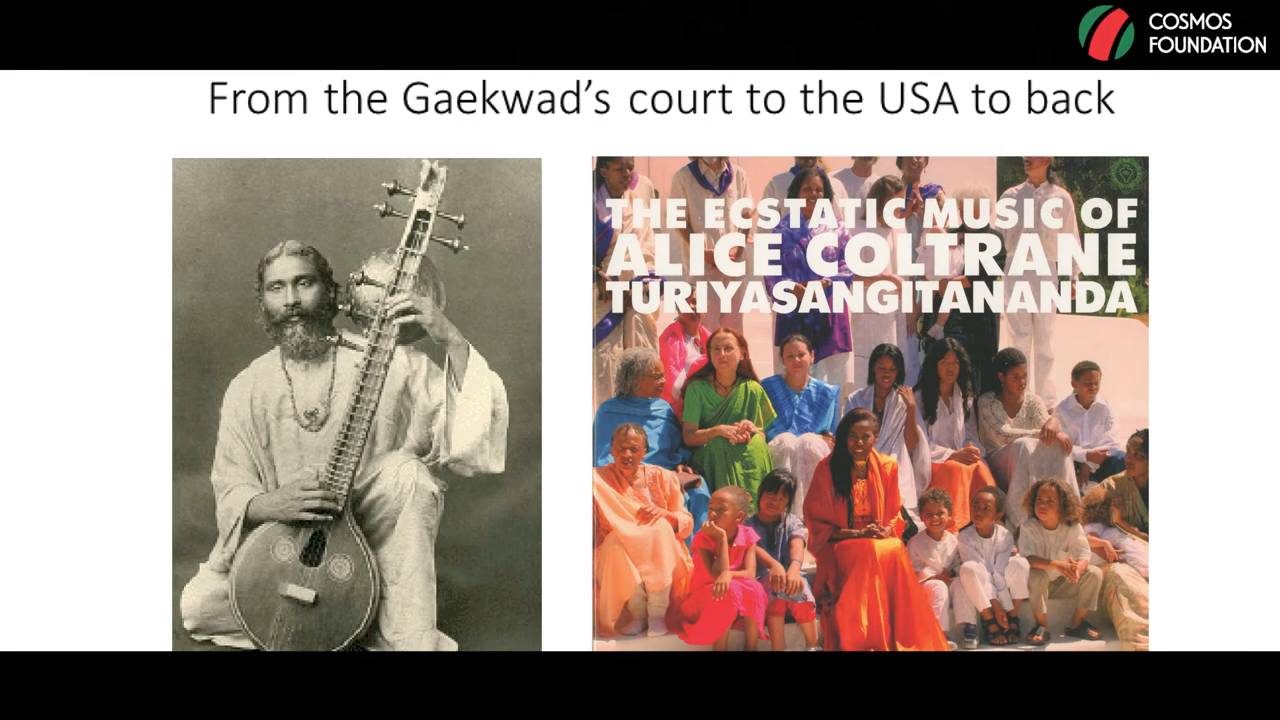 COSMOS
FOUNDATION
From the Gaekwad's court to the USA to back
THE ECSTATIC MUSIC OF
ALICE COLTRANE
TURIYASANGITANANDA